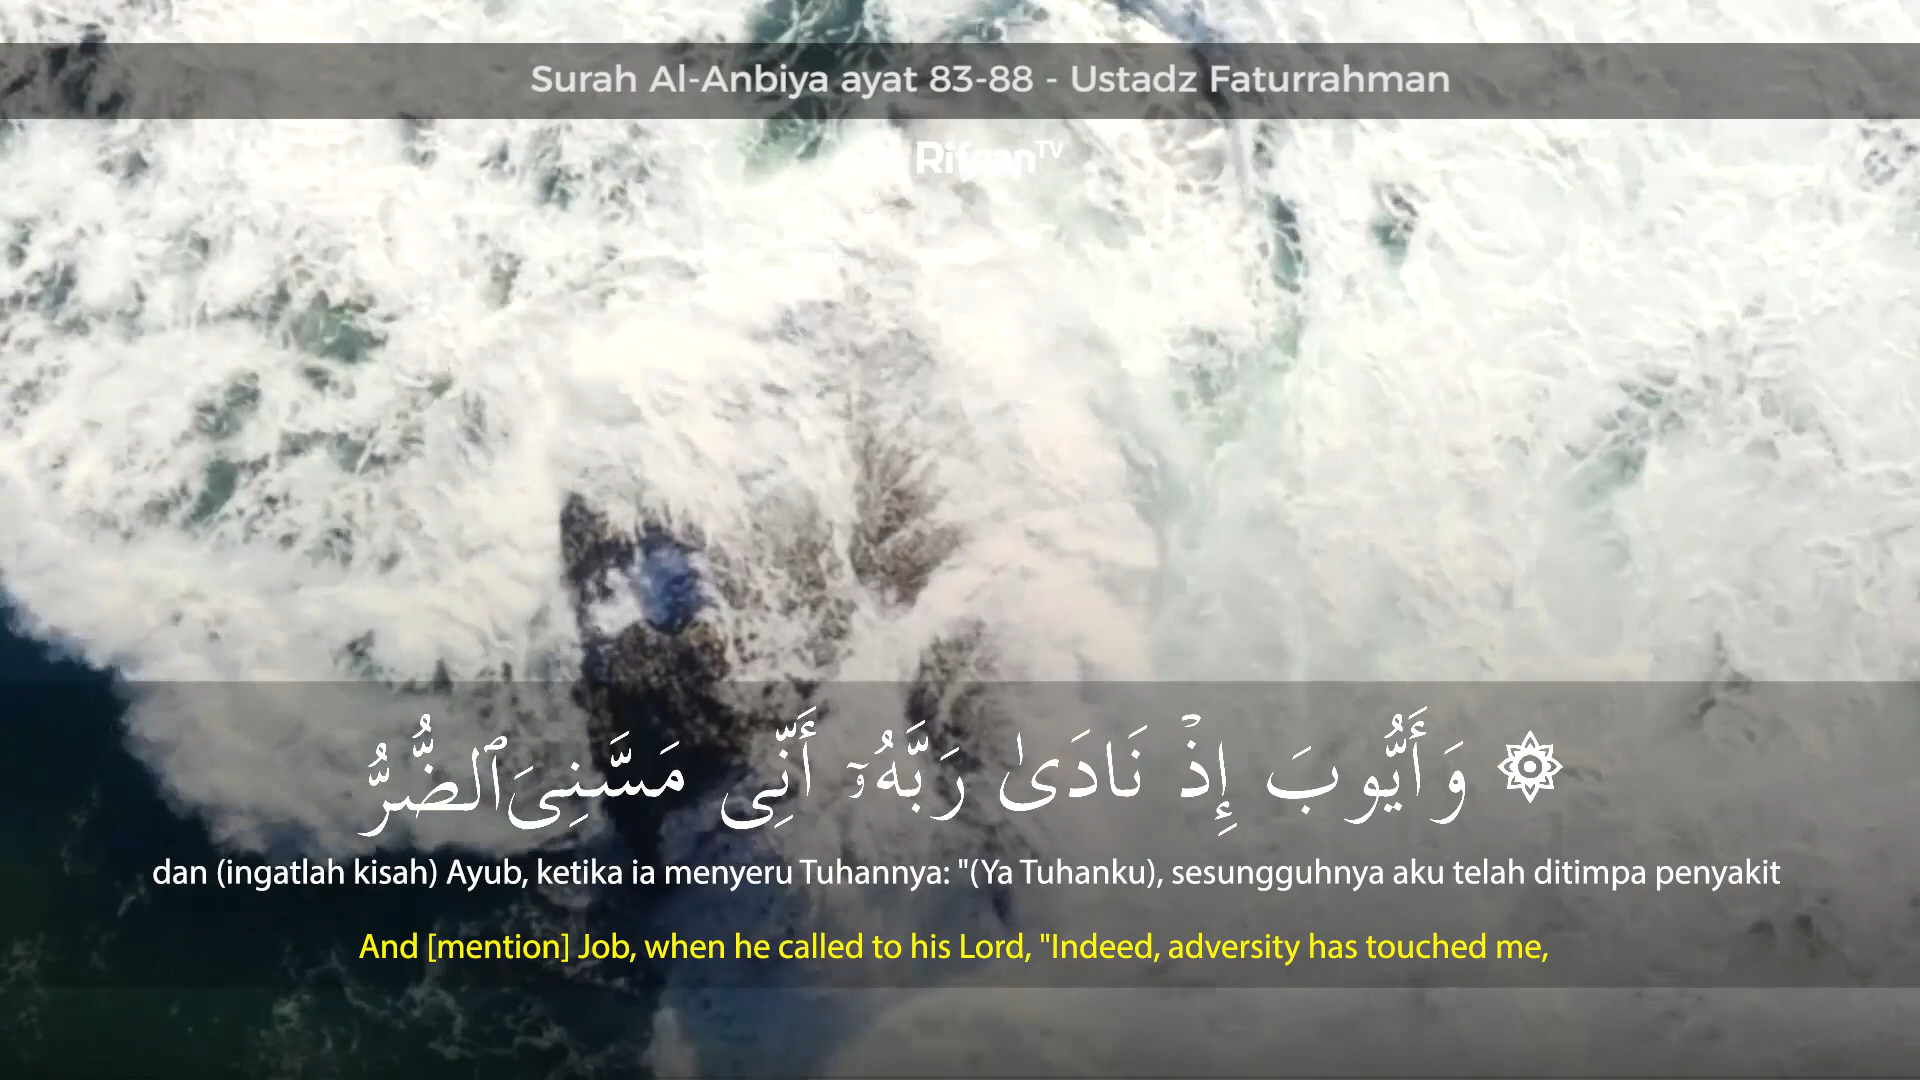 Surah Al-Anbiya ayat 83-88 - Ustadz Faturrahman
RifqanTV
۞ وَأَيُّوبَ إِذْ نَادَىٰ رَبَّهُۥٓ أَنِّى مَسَّنِىَ ٱلضُّرُّ
dan (ingatlah kisah) Ayub, ketika ia menyeru Tuhannya: "(Ya Tuhanku), sesungguhnya aku telah ditimpa penyakit
And [mention] Job, when he called to his Lord, "Indeed, adversity has touched me,